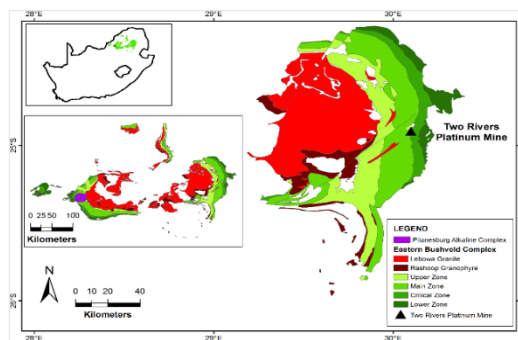 28°E
28°E
30°E
25°S
Two Rivers
Platinum Mine
0 25 50 100
Kilometers
N
0 10 20 40
Kilometers
26°S
LEGEND
Pilanesburg Alkaline Complex
Eastern Bushveld Complex
Lebowa Granite
Rashoop Granophyre
Upper Zone
Main Zone
Critical Zone
Lower Zone
Two Rivers Platinum Mine
28°E
28°E
30°E